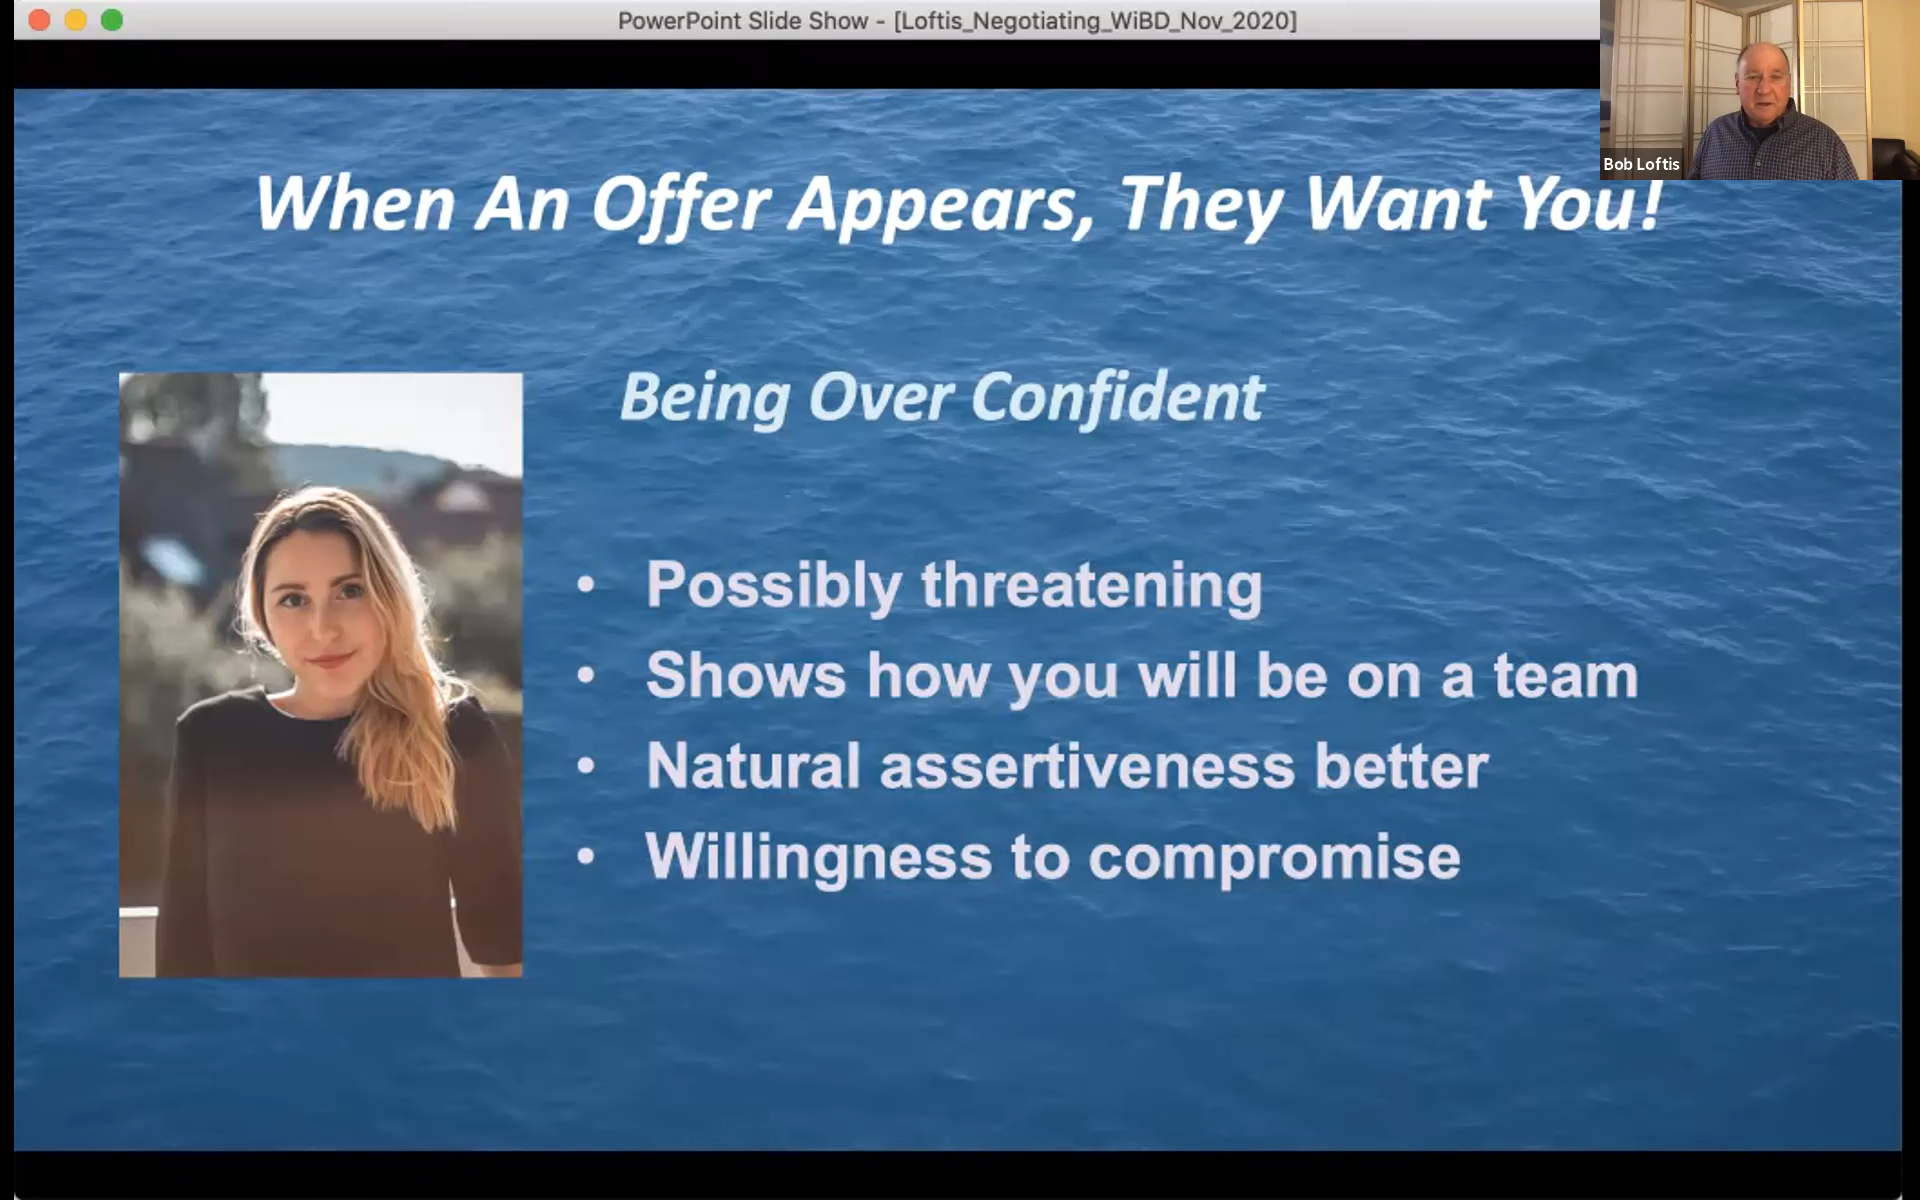 PowerPoint Slide Show - [Loftis_Negotiating_WiBD_Nov_2020]
Bob Loftis
When An Offer Appears, They Want You!
Being Over Confident
• Possibly threatening
• Shows how you will be on a team
• Natural assertiveness better
• Willingness to compromise